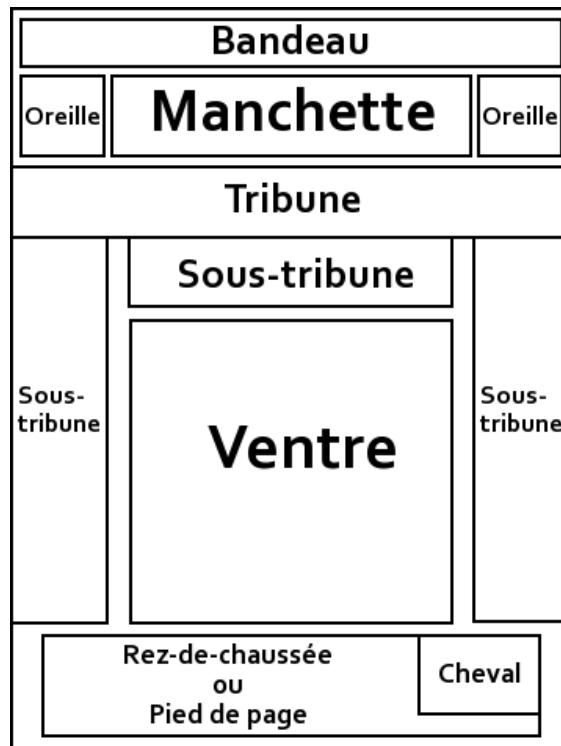 Bandeau
Oreille
Manchette
Oreille
Tribune
Sous-tribune
Sous-
tribune
Ventre
Sous-
tribune
Rez-de-chaussée
ou
Pied de page
Cheval